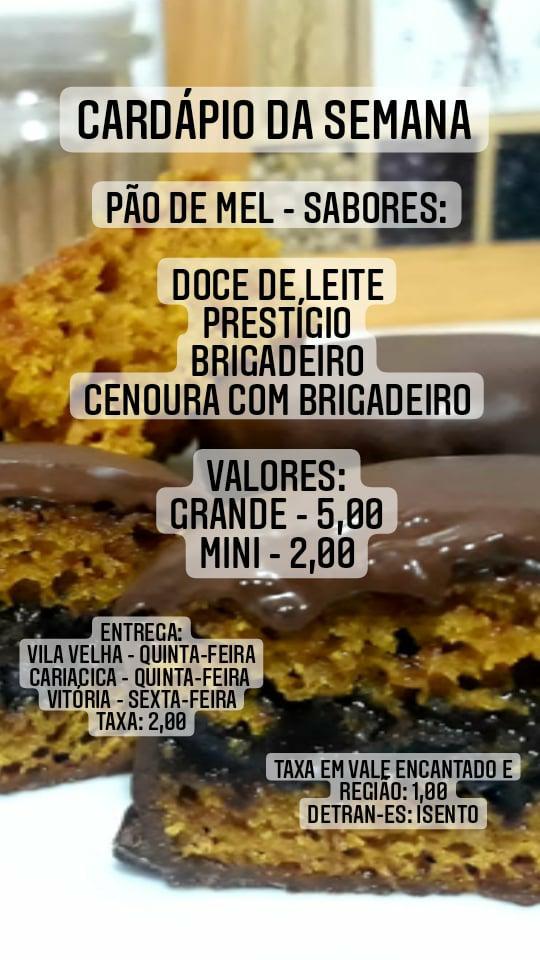 CARDÁPIO DA SEMANA
PÃO DE MEL - SABORES:
DOCE DE LEITE
PRESTÍGIO
BRIGADEIRO
CENOURA COM BRIGADEIRO
VALORES:
GRANDE - 5,00
MINI - 2,00
ENTREGA:
VILA VELHA - QUINTA-FEIRA
CARIACICA - QUINTA-FEIRA
VITÓRIA - SEXTA-FEIRA
TAXA: 2,00
TAXA EM VALE ENCANTADO E
REGIÃO: 1,00
DETRAN-ES: ISENTO